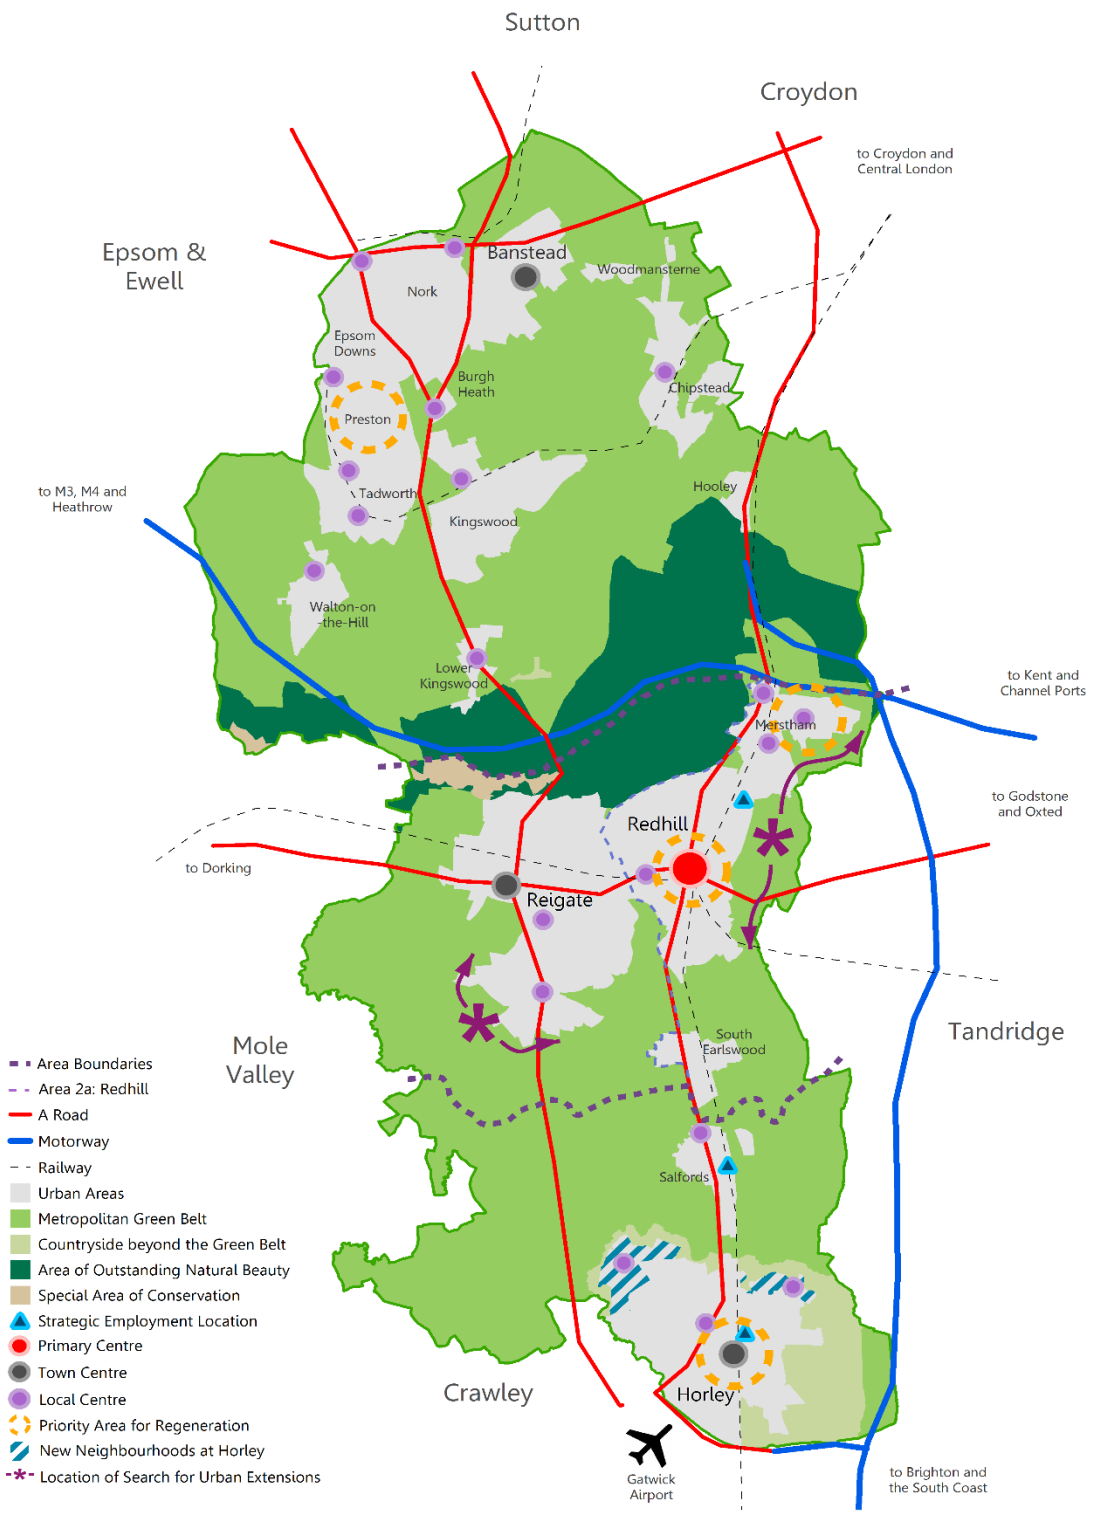 Sutton
Croydon
to Croydon and
Central London
Epsom &
Ewell
Banstead
Woodmansterne
Nork
Epsom
Downs
Burgh
Heath
Chipstead
Preston
to M3, M4 and
Heathrow
Tadworth
Hooley
Kingswood
Walton-on
-the-Hill
Lower
Kingswood
to Kent and
Channel Ports
Merstham
to Godstone
and Oxted
Redhill
to Dorking
Reigate
Mole
Valley
South
Earlswood
Tandridge
Salfords
Crawley
Horley
Gatwick
Airport
to Brighton and
the South Coast
Area Boundaries
Area 2a: Redhill
A Road
Motorway
Railway
Urban Areas
Metropolitan Green Belt
Countryside beyond the Green Belt
Area of Outstanding Natural Beauty
Special Area of Conservation
Strategic Employment Location
Primary Centre
Town Centre
Local Centre
Priority Area for Regeneration
New Neighbourhoods at Horley
Location of Search for Urban Extensions